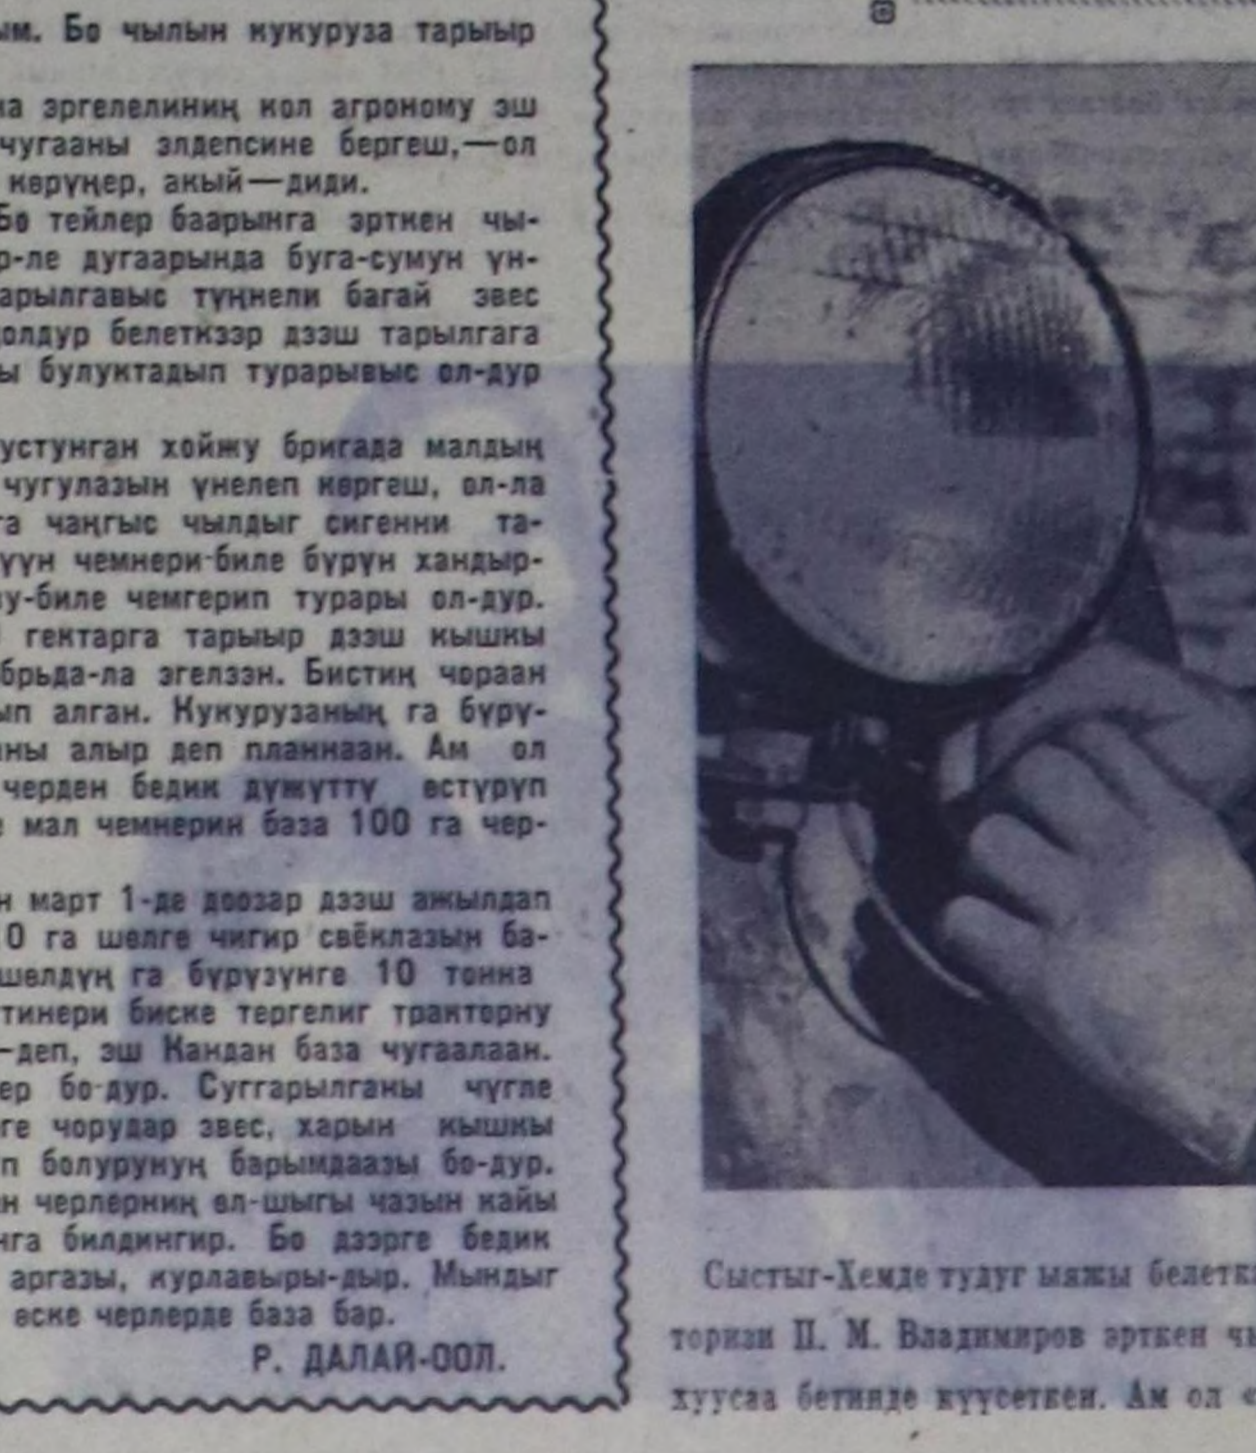 ым. Бо чылын кукуруза тарыыр
на эргелелиниң кол агроному эш
чугааны элдепсине бергеш,—ол
көрүңер, акый—диди.
Бо тейлер баарынга эрткен чы-
р-ле дугаарында буга-сумун үн-
арылгавыс түңнели багай эвес
долдур белеткээр дээш тарылгага
ы булуктадып турарывыс ол-дур
устунган хойжу бригада малдың
чугулазын үнелеп көргеш, ол-ла
га чаңгыс чылдыг сигенни та-
үүн чемнери-биле бүрүн хандыр-
зу-биле чемгерип турары ол-дур.
гектарга тарыыр дээш кышкы
брьда-ла эгелээн. Бистиң чораан
ып алган. Кукурузаның га бүрү-
ны алыр деп планнаан. Ам ол
черден бедик дүжүттү өстүрүп
е мал чемнерин база 100 га чер-
н март 1-де доозар дээш ажылдап
0 га шөлге чигир свёклазын ба-
шөлдүң га бүрүзүнге 10 тонна
тинери биске тергелиг тракторну
—деп, эш Кандан база чугаалаан.
ер бо-дур. Суггарылганы чүгле
ге чорудар эвес, харын кышкы
п болурунуң барымдаазы бо-дур.
ан черлерниң өл-шыгы чазын кайы
нга билдингир. Бо дээрге бедик
аргазы, курлавыры-дыр. Мындыг
өске черлерде база бар.
Р. ДАЛАЙ-ООЛ.
Сыстыг-Хемде тудуг ыяжы белетк
торизи П. М. Владимиров эрткен чы
хуусаа бетинде күүсеткен. Ам ол «